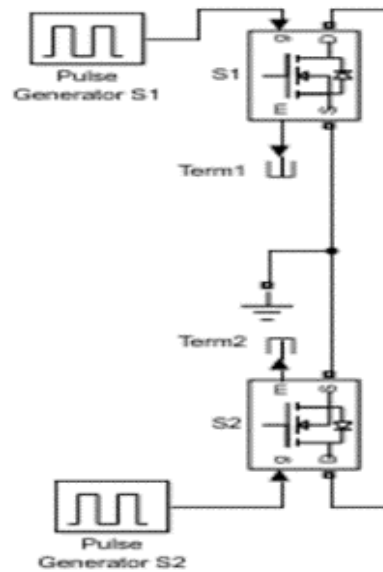 g D
S1
m S
Pulse
Generator S1
Term1
Term2
m S
S2
g D
Pulse
Generator S2